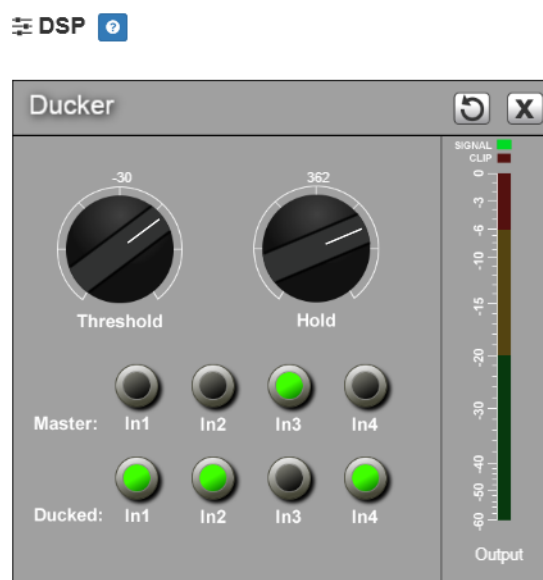 DSP ?
Ducker X
SIGNAL
CLIP
-30 362
Threshold Hold
Master: In1 In2 In3 In4
Ducked: In1 In2 In3 In4
0
-3
-6
-10
-15
-20
-30
-40
-50
-60
Output